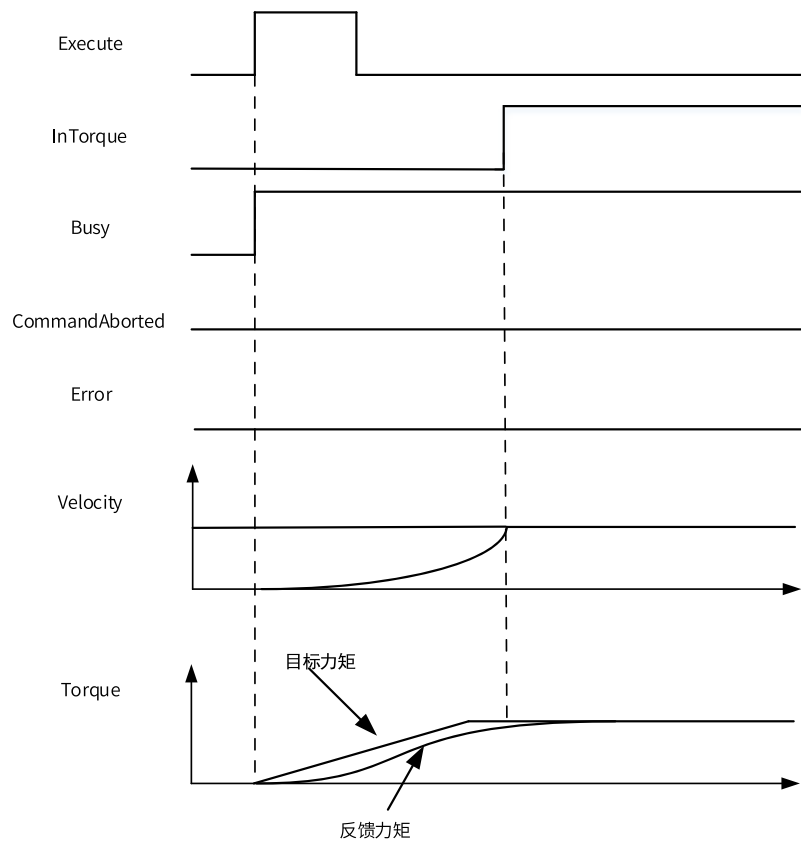 Execute
InTorque
Busy
CommandAborted
Error
Velocity
目标力矩
Torque
反馈力矩